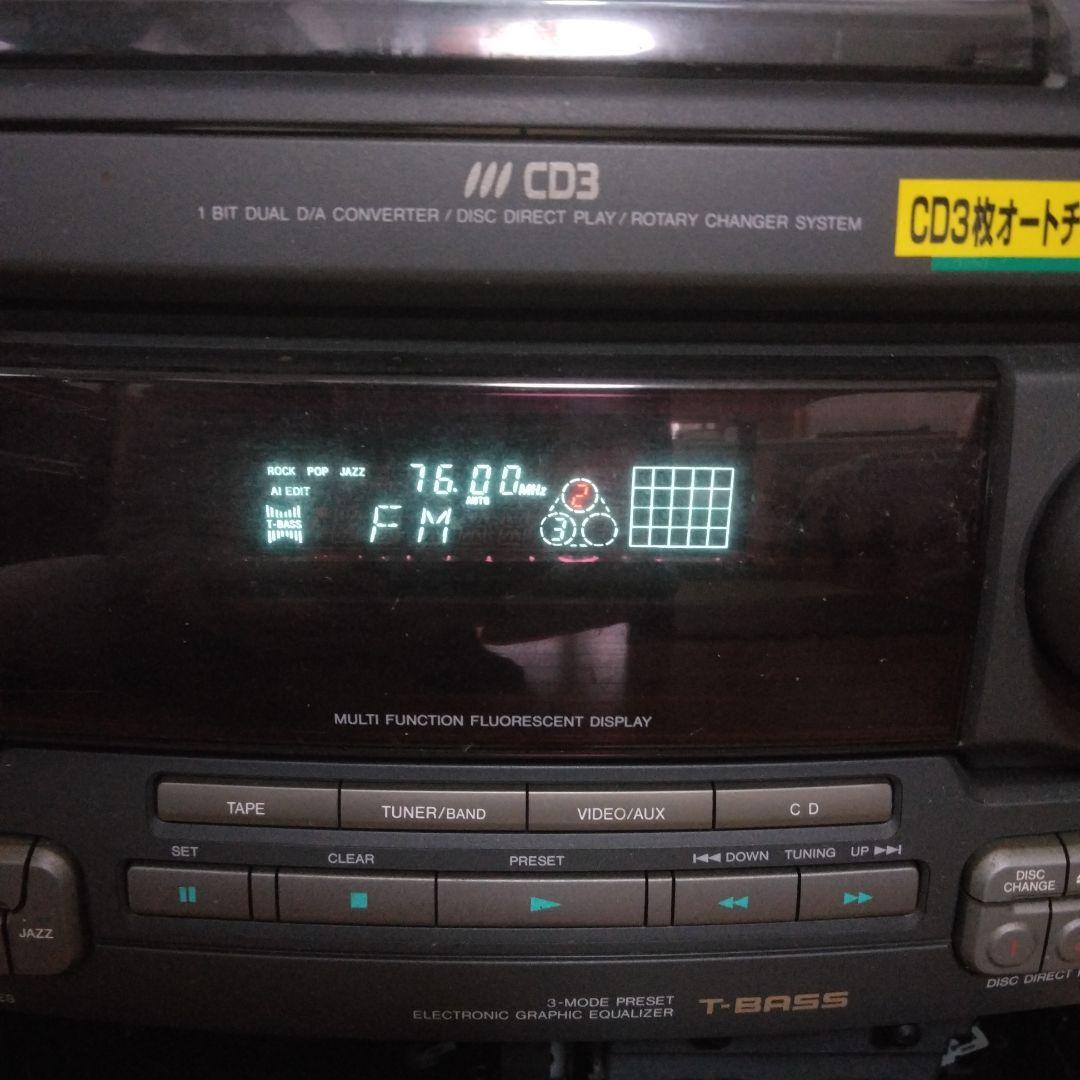 CD3
1 BIT DUAL D/A CONVERTER / DISC DIRECT PLAY / ROTARY CHANGER SYSTEM
CD3枚オートチ
ROCK POP JAZZ
AI EDIT
T-BASS
76.00 MHz
AUTO
FM
2
3
MULTI FUNCTION FLUORESCENT DISPLAY
TAPE
TUNER/BAND
VIDEO/AUX
CD
SET
CLEAR
PRESET
DOWN TUNING UP
JAZZ
DISC CHANGE
1
DISC DIRECT
3-MODE PRESET
ELECTRONIC GRAPHIC EQUALIZER
T-BASS